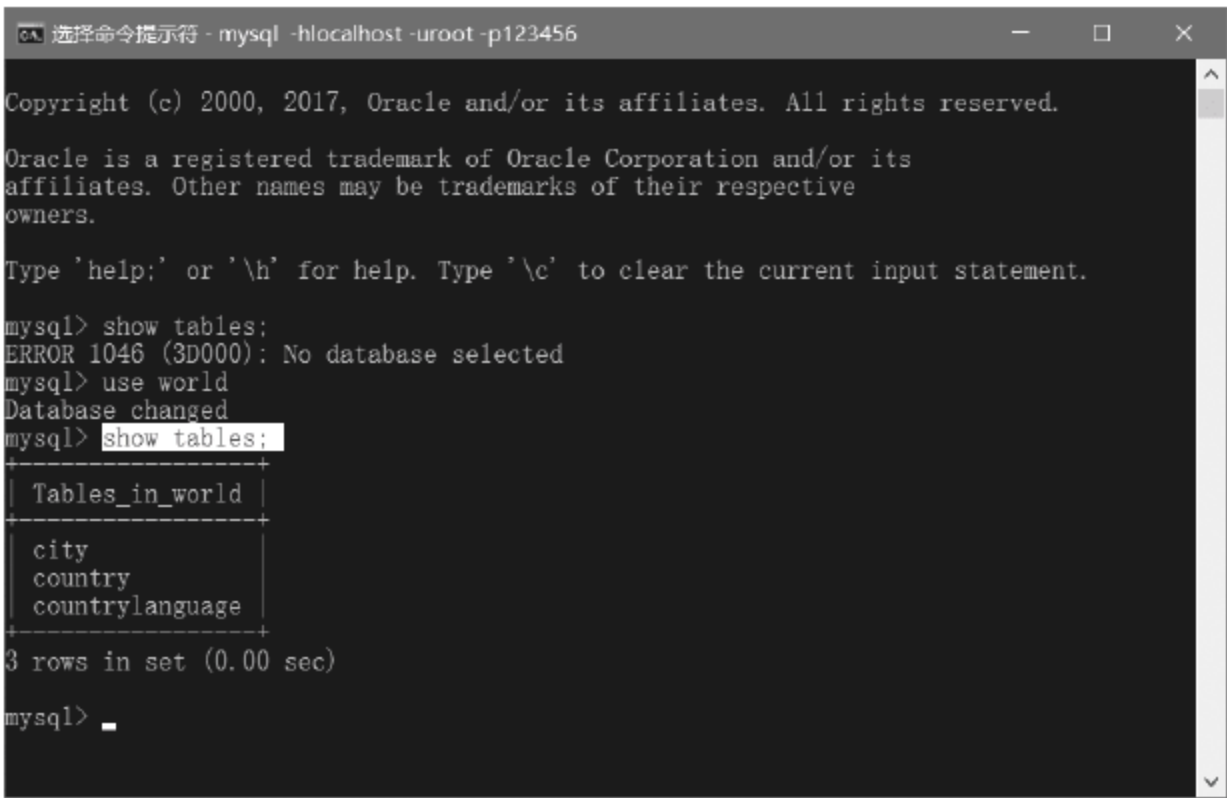 选择命令提示符 - mysql -hlocalhost -uroot -p123456
Copyright (c) 2000, 2017, Oracle and/or its affiliates. All rights reserved.
Oracle is a registered trademark of Oracle Corporation and/or its
affiliates. Other names may be trademarks of their respective
owners.
Type 'help;' or '\h' for help. Type '\c' to clear the current input statement.
mysql> show tables;
ERROR 1046 (3D000): No database selected
mysql> use world
Database changed
mysql> show tables;
+-----------------+
| Tables_in_world |
+-----------------+
| city            |
| country         |
| countrylanguage |
+-----------------+
3 rows in set (0.00 sec)
mysql>